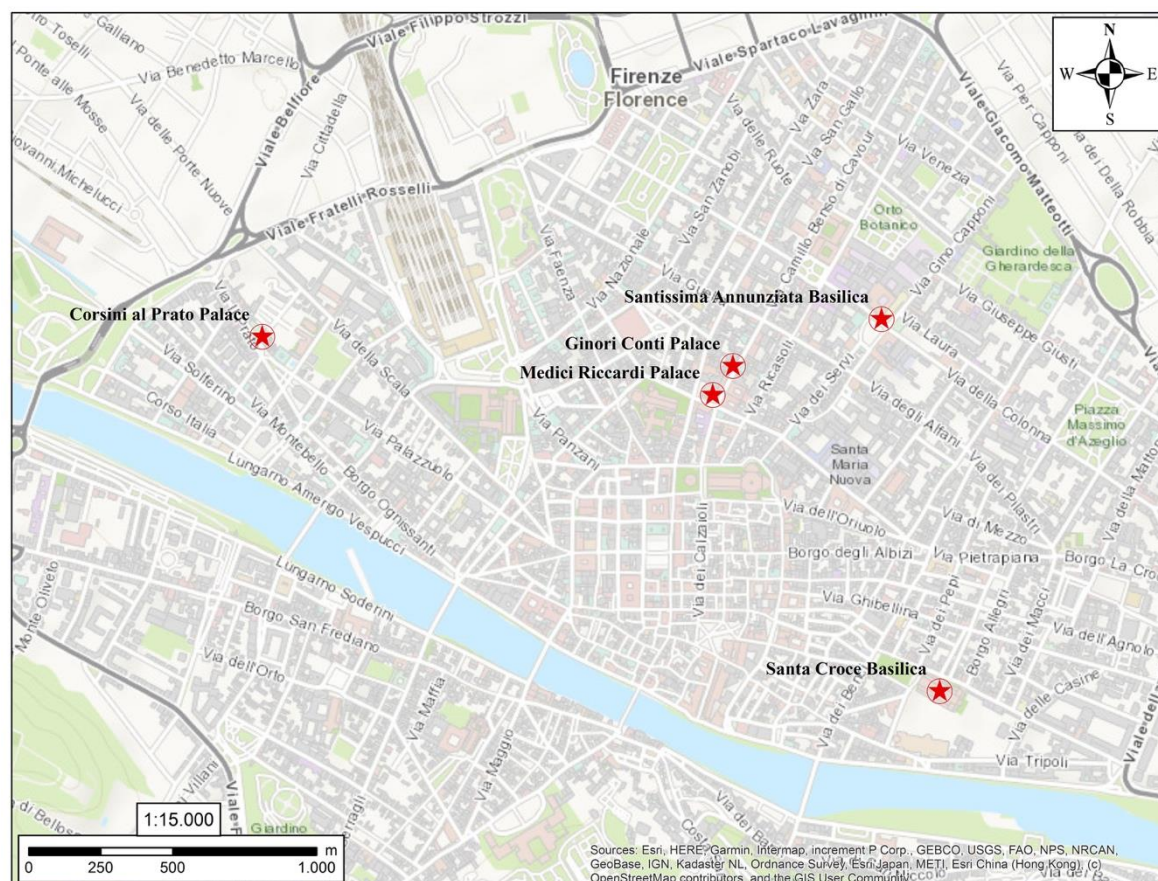 Viale Filippo Strozzi
Viale Spartaco Lavagnini
Galliano
Toselli
Ponte alle Mosse
Via Benedetto Marcello
Viale Belfiore
Via Cittadella
Via delle Porte Nuove
Viale Fratelli Rosselli
Firenze
Florence
N
W
E
S
Via Zara
Via San Gallo
Via delle Ruote
Via San Zanobi
Via Venezia
Via Pier Capponi
Viale Giacomo Matteotti
Via Faenza
Via Nazionale
Orto
Botanico
Via Gino Capponi
Giardino della
Gherardesca
Santissima Annunziata Basilica
Corsini al Prato Palace
Via della Scala
Ginori Conti Palace
Medici Riccardi Palace
Via Ricasoli
Via dei Servi
Via Laura
Via Giuseppe Giusti
Via Solferino
Corso Italia
Via Montebello
Via Palazzuolo
Via Panzani
Via degli Alfani
Via della Colonna
Piazza
Massimo
d'Azeglio
Santa
Maria
Nuova
Borgo Ognissanti
Via dei Pilastri
Via dell'Oriuolo
Via di Mezzo
Lungarno Amerigo Vespucci
Via dei Calzaioli
Borgo degli Albizi
Via Pietrapiana
Lungarno Soderini
Monte Oliveto
Borgo San Frediano
Via Ghibellina
Via dei Pepi
Borgo Allegri
Via dei Macci
Via dell'Agnolo
Via dell'Orto
Santa Croce Basilica
Via delle Casine
Via Maffia
Via Maggio
Via Tripoli
Giardino
1:15.000
0 250 500 1.000 m
Sources: Esri, HERE, Garmin, Intermap, increment P Corp., GEBCO, USGS, FAO, NPS, NRCAN,
GeoBase, IGN, Kadaster NL, Ordnance Survey, Esri Japan, METI, Esri China (Hong Kong), (c)
OpenStreetMap contributors, and the GIS User Community